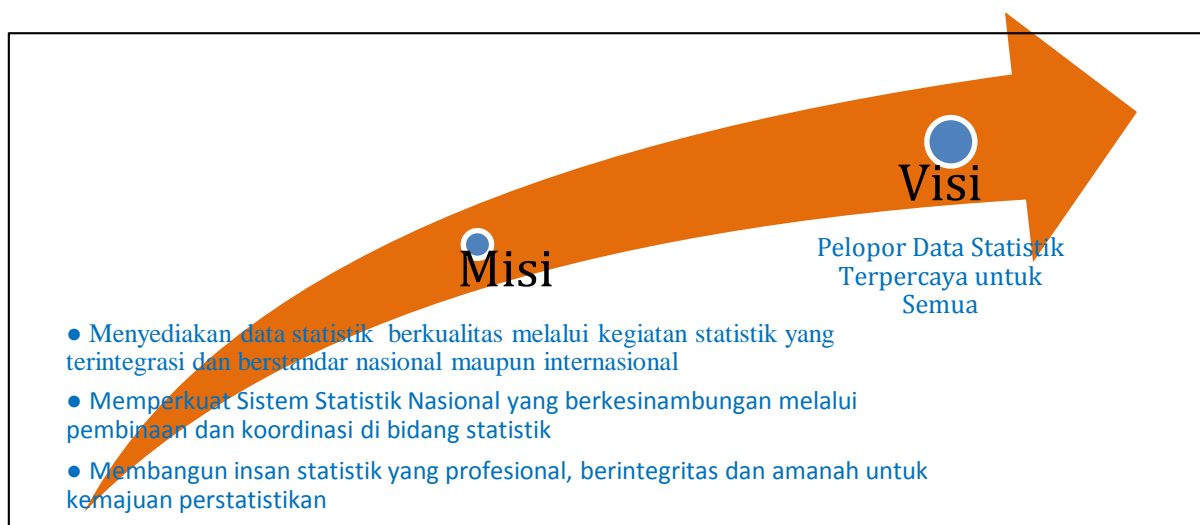 Visi
Pelopor Data Statistik
Terpercaya untuk
Semua
Misi
● Menyediakan data statistik berkualitas melalui kegiatan statistik yang
terintegrasi dan berstandar nasional maupun internasional
● Memperkuat Sistem Statistik Nasional yang berkesinambungan melalui
pembinaan dan koordinasi di bidang statistik
● Membangun insan statistik yang profesional, berintegritas dan amanah untuk
kemajuan perstatistikan